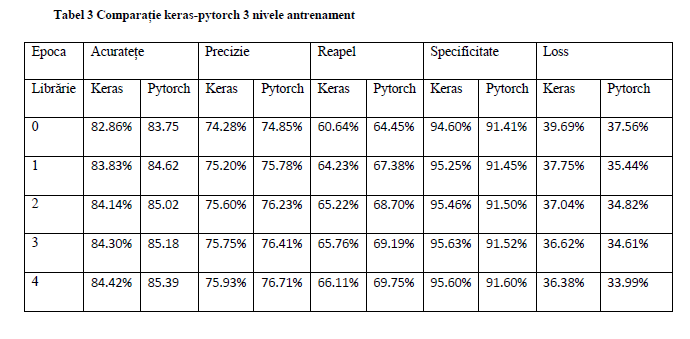 Tabel 3 Comparație keras-pytorch 3 nivele antrenament
Epoca Acuratețe Precizie Reapel Specificitate Loss
Librărie Keras Pytorch Keras Pytorch Keras Pytorch Keras Pytorch Keras Pytorch
0 82.86% 83.75 74.28% 74.85% 60.64% 64.45% 94.60% 91.41% 39.69% 37.56%
1 83.83% 84.62 75.20% 75.78% 64.23% 67.38% 95.25% 91.45% 37.75% 35.44%
2 84.14% 85.02 75.60% 76.23% 65.22% 68.70% 95.46% 91.50% 37.04% 34.82%
3 84.30% 85.18 75.75% 76.41% 65.76% 69.19% 95.63% 91.52% 36.62% 34.61%
4 84.42% 85.39 75.93% 76.71% 66.11% 69.75% 95.60% 91.60% 36.38% 33.99%